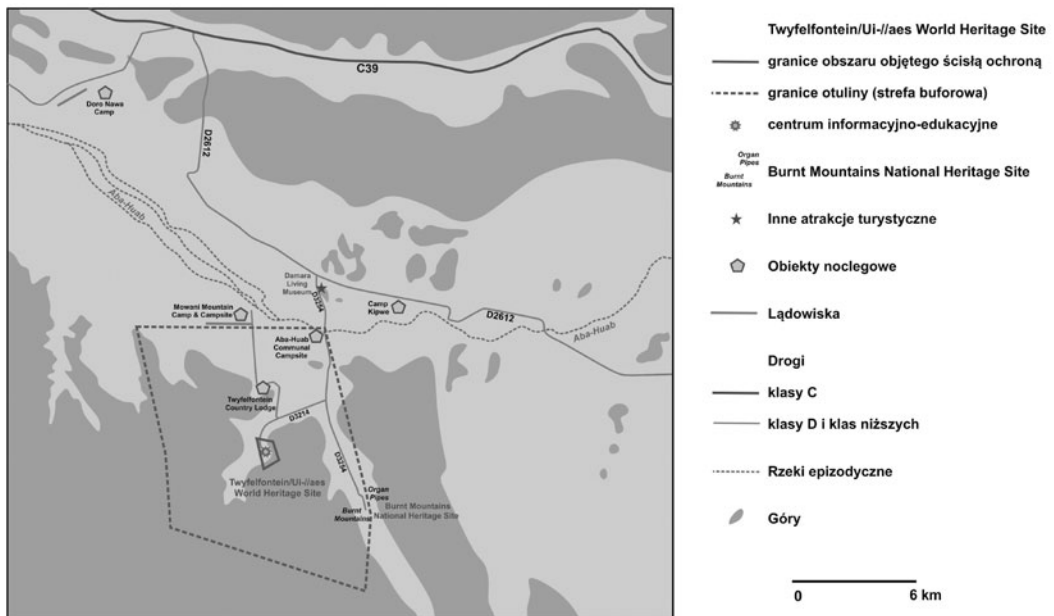 C39
Doro Nawa
Camp
D2612
Aba-Huab
Damara
Living
Museum
D3254
Mowani Mountain
Camp & Campsite
Camp
Kipwe
D2612
Aba-Huab
Aba-Huab
Communal
Campsite
Twyfelfontein
Country Lodge
D3214
D3254
Twyfelfontein/Ui-//aes
World Heritage Site
Organ
Pipes
Burnt
Mountains
Burnt Mountains
National Heritage Site
Twyfelfontein/Ui-//aes World Heritage Site
granice obszaru objętego ścisłą ochroną
granice otuliny (strefa buforowa)
centrum informacyjno-edukacyjne
Organ
Pipes
Burnt
Mountains
Burnt Mountains National Heritage Site
Inne atrakcje turystyczne
Obiekty noclegowe
Lądowiska
Drogi
klasy C
klasy D i klas niższych
Rzeki epizodyczne
Góry
0 6 km